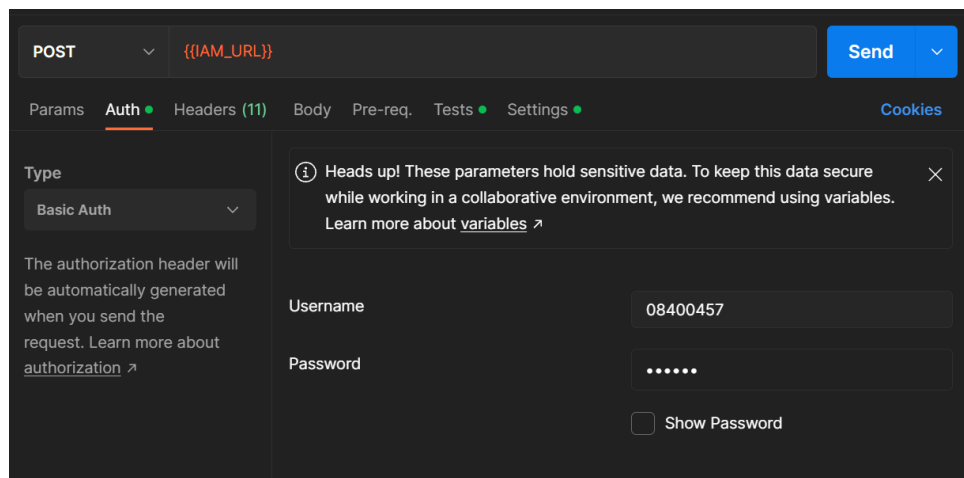 POST
{{IAM_URL}}
Send
Params Auth Headers (11) Body Pre-req. Tests Settings Cookies
Type
Basic Auth
The authorization header will
be automatically generated
when you send the
request. Learn more about
authorization ↗
Heads up! These parameters hold sensitive data. To keep this data secure
while working in a collaborative environment, we recommend using variables.
Learn more about variables ↗
Username
08400457
Password
••••••
Show Password